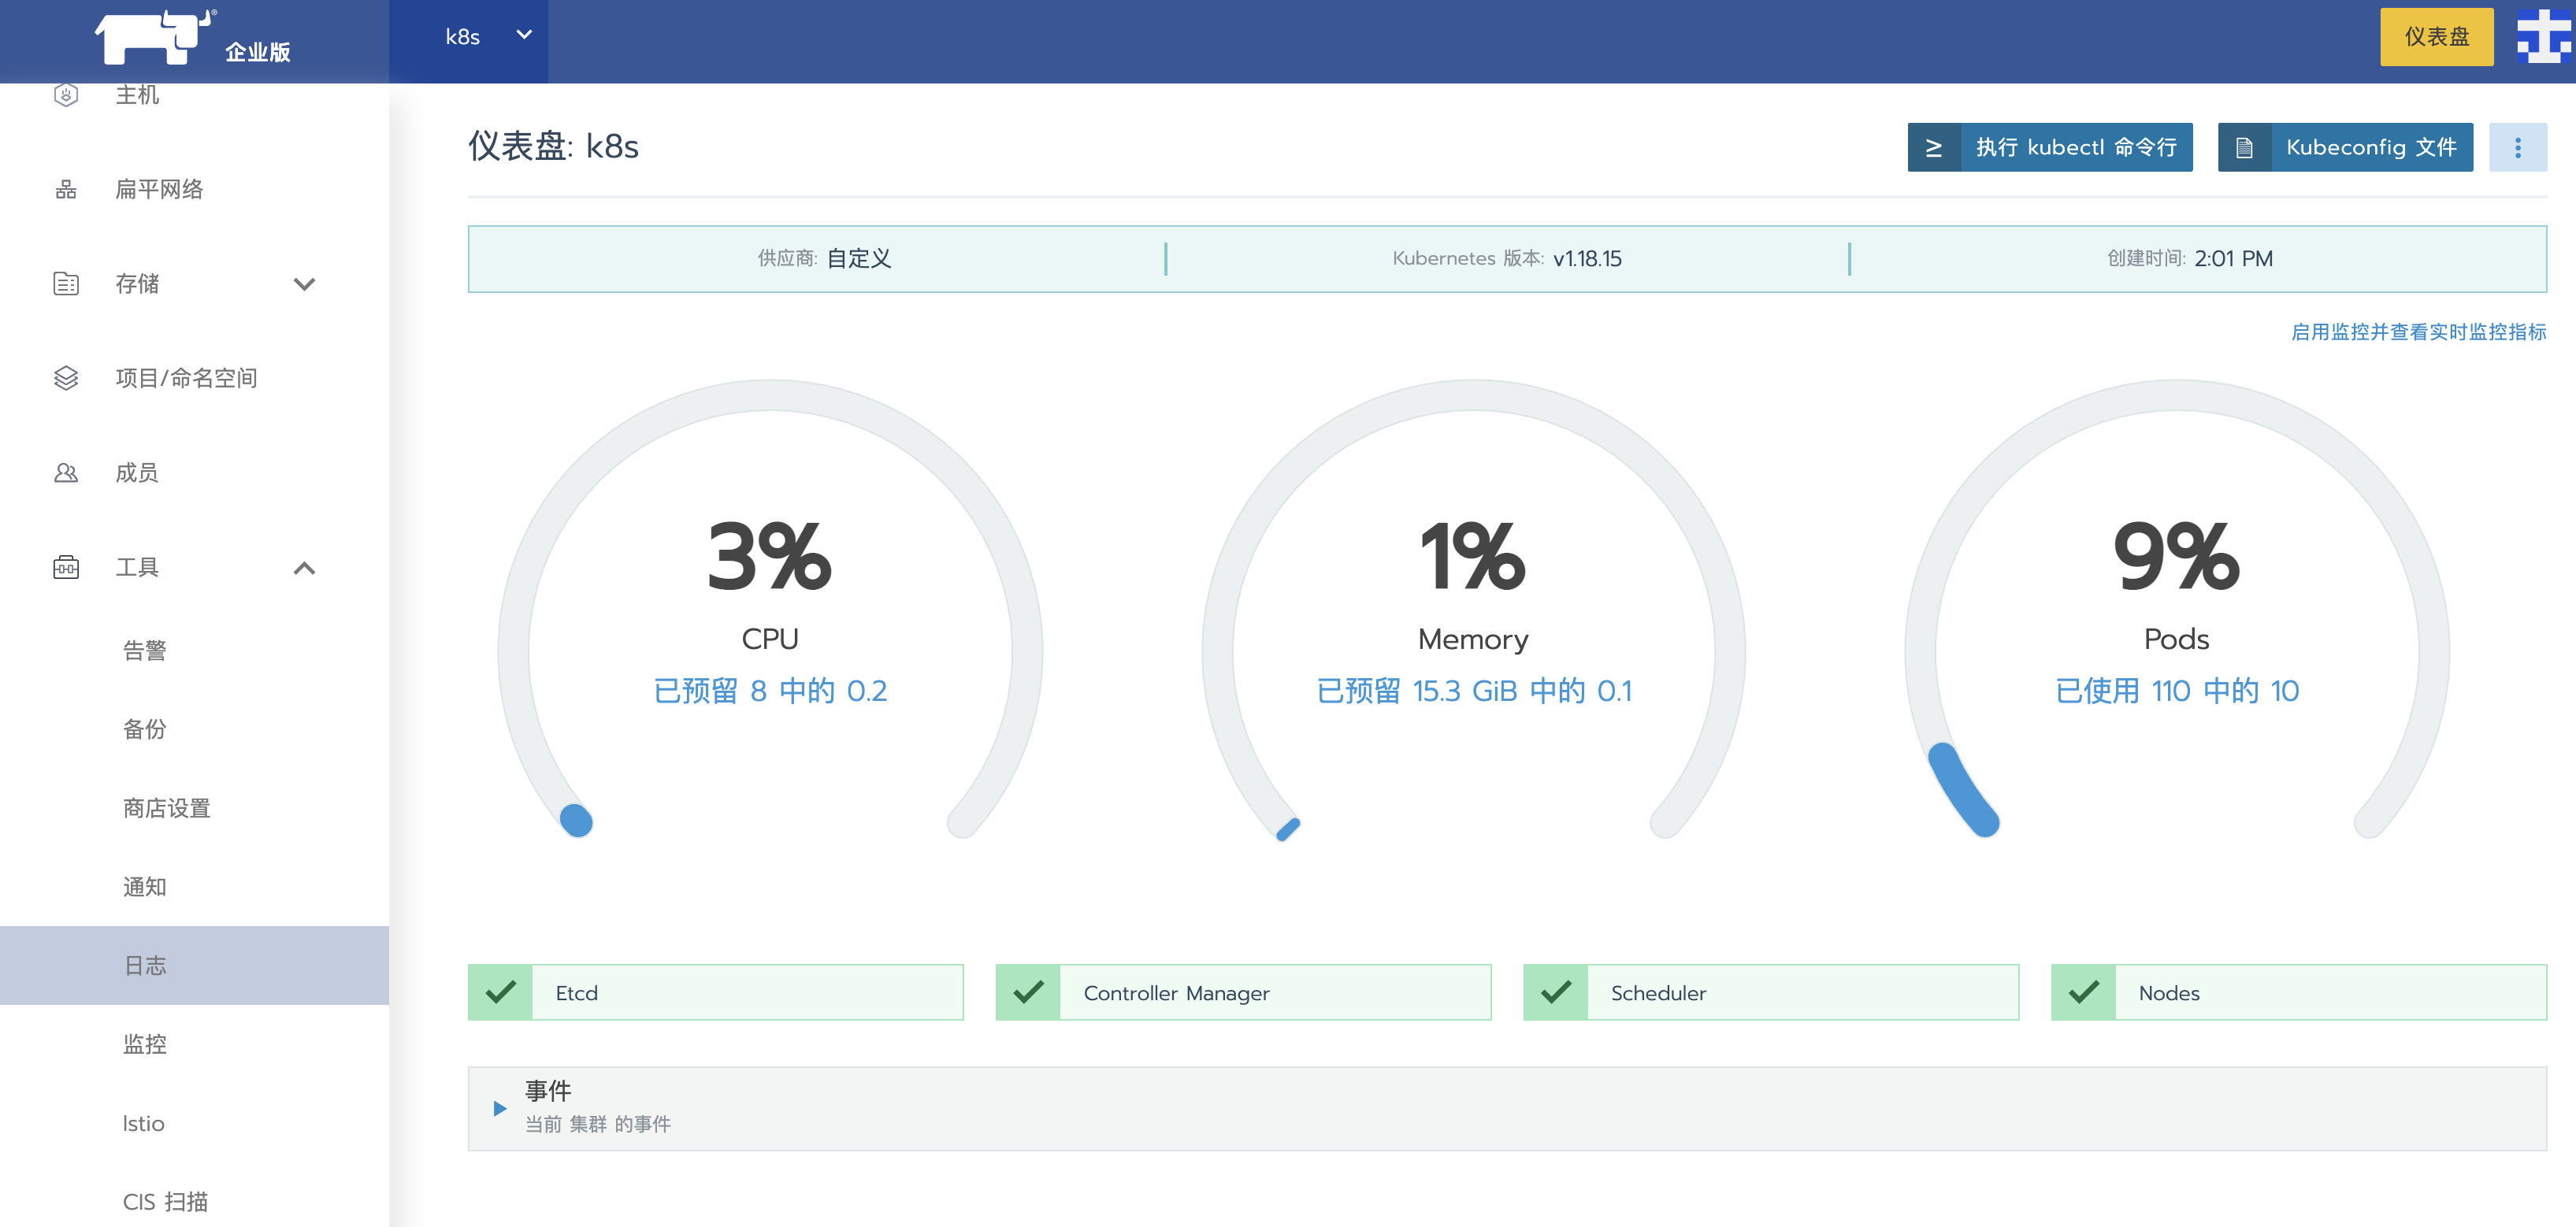 企业版
k8s
仪表盘
主机
扁平网络
存储
项目/命名空间
成员
工具
告警
备份
商店设置
通知
日志
监控
Istio
CIS 扫描
仪表盘: k8s
执行 kubectl 命令行
Kubeconfig 文件
供应商: 自定义
Kubernetes 版本: v1.18.15
创建时间: 2:01 PM
启用监控并查看实时监控指标
3%
CPU
已预留 8 中的 0.2
1%
Memory
已预留 15.3 GiB 中的 0.1
9%
Pods
已使用 110 中的 10
Etcd
Controller Manager
Scheduler
Nodes
事件
当前 集群 的事件